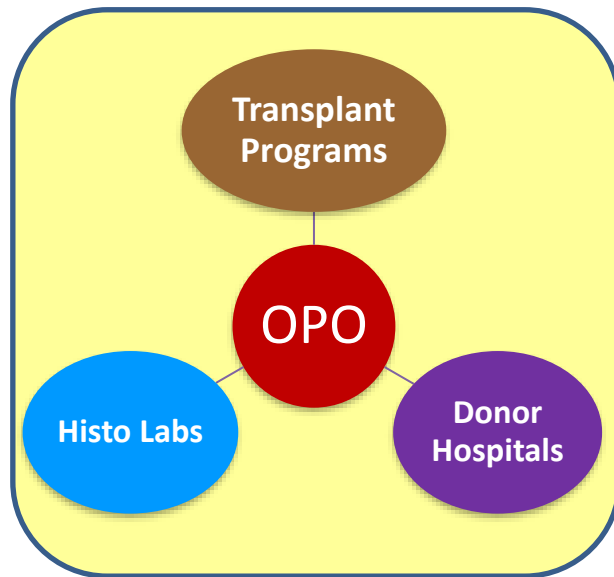 Transplant
Programs
OPO
Histo Labs
Donor
Hospitals